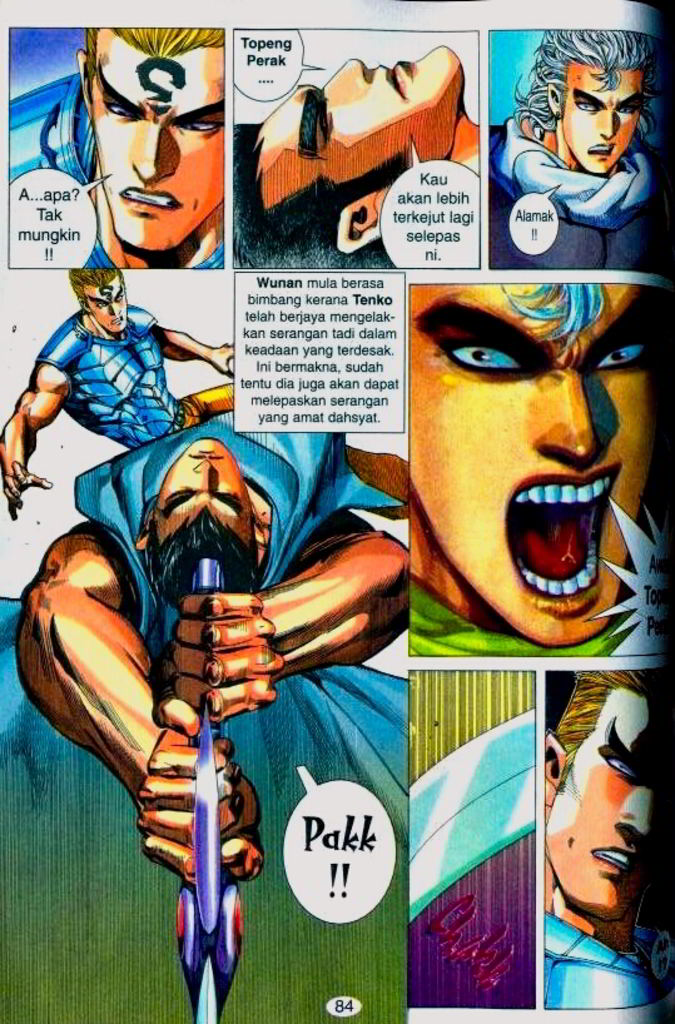 A...apa?
Tak
mungkin
!!
Topeng
Perak
....
Kau
akan lebih
terkejut lagi
selepas
ni.
Alamak
!!
Wunan mula berasa
bimbang kerana Tenko
telah berjaya mengelak-
kan serangan tadi dalam
keadaan yang terdesak.
Ini bermakna, sudah
tentu dia juga akan dapat
melepaskan serangan
yang amat dahsyat.
Pakk
!!
84